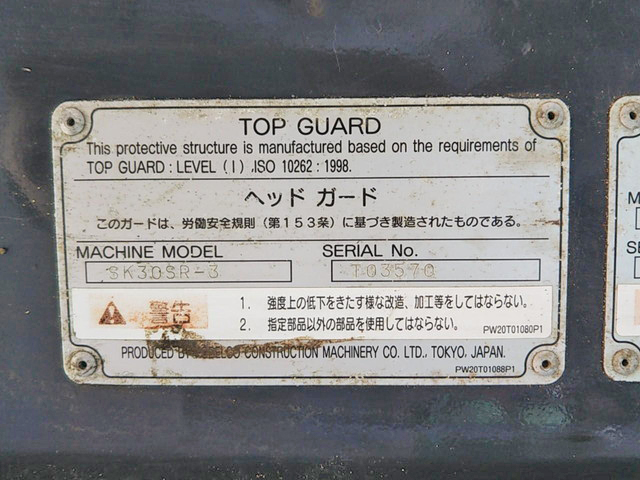 TOP GUARD
This protective structure is manufactured based on the requirements of
TOP GUARD : LEVEL ( I ) .ISO 10262 : 1998.
ヘッド ガード
このガードは、労働安全規則(第153条)に基づき製造されたものである。
MACHINE MODEL SERIAL No.
SK30SR-3 T03570
警告
1. 強度上の低下をきたす様な改造、加工等をしてはならない。
2. 指定部品以外の部品を使用してはならない。
PW20T01080P1
PRODUCED BY CONSTRUCTION MACHINERY CO. LTD., TOKYO, JAPAN.
PW20T01088P1